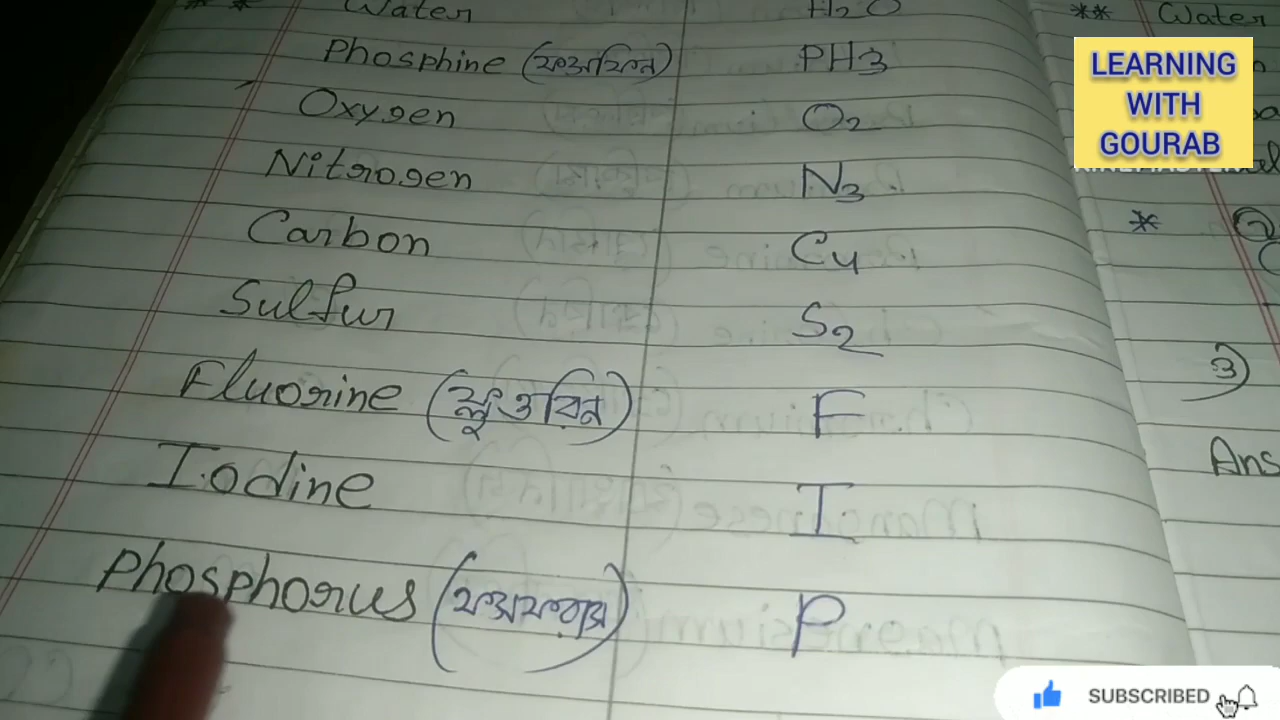 Water H2O
Phosphine (ফসফিন) PH3
Oxygen O2
Nitrogen N3
Carbon C4
Sulfur S2
Fluorine (ফ্লুওরিন) F
Iodine I
Phosphorus (ফসফরাস) P
** Water
*
3)
Ans
LEARNING
WITH
GOURAB
SUBSCRIBED